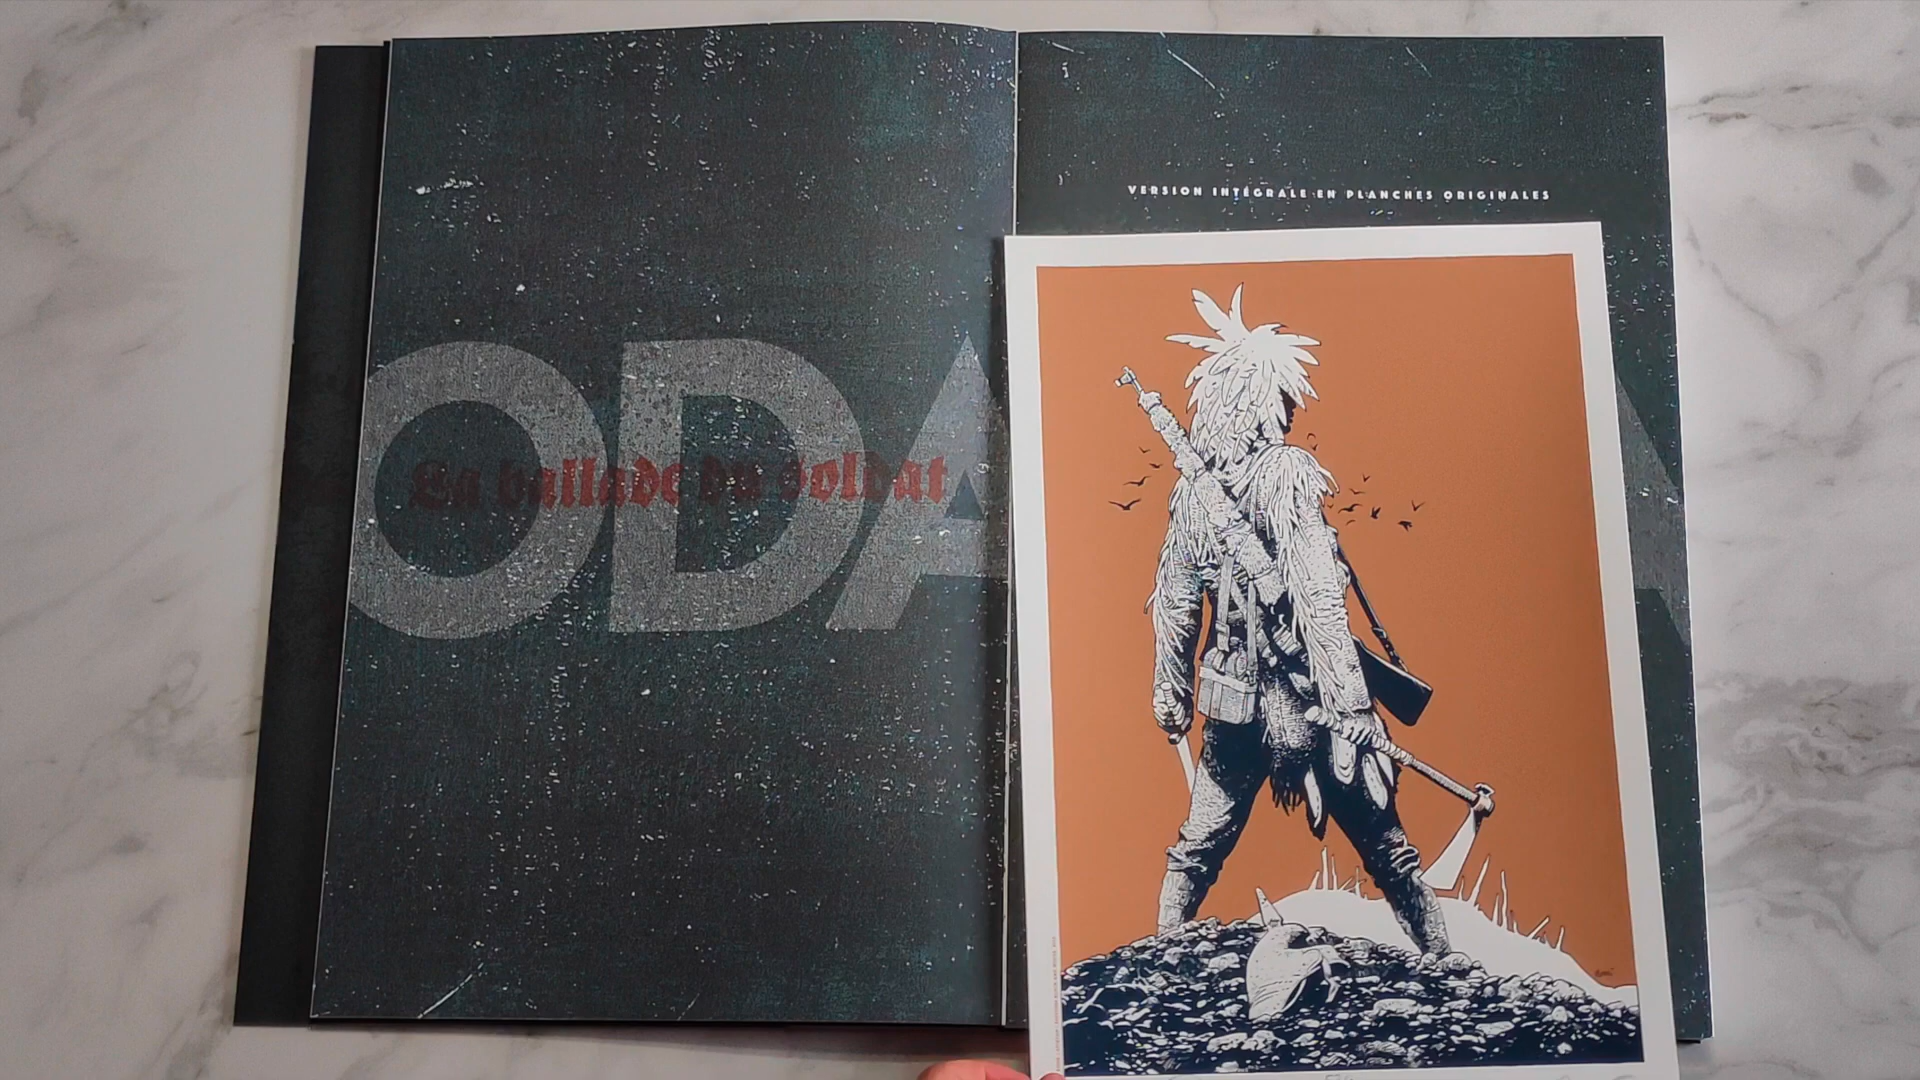 VERSION INTÉGRALE EN PLANCHES ORIGINALES
ODA
La ballade du soldat